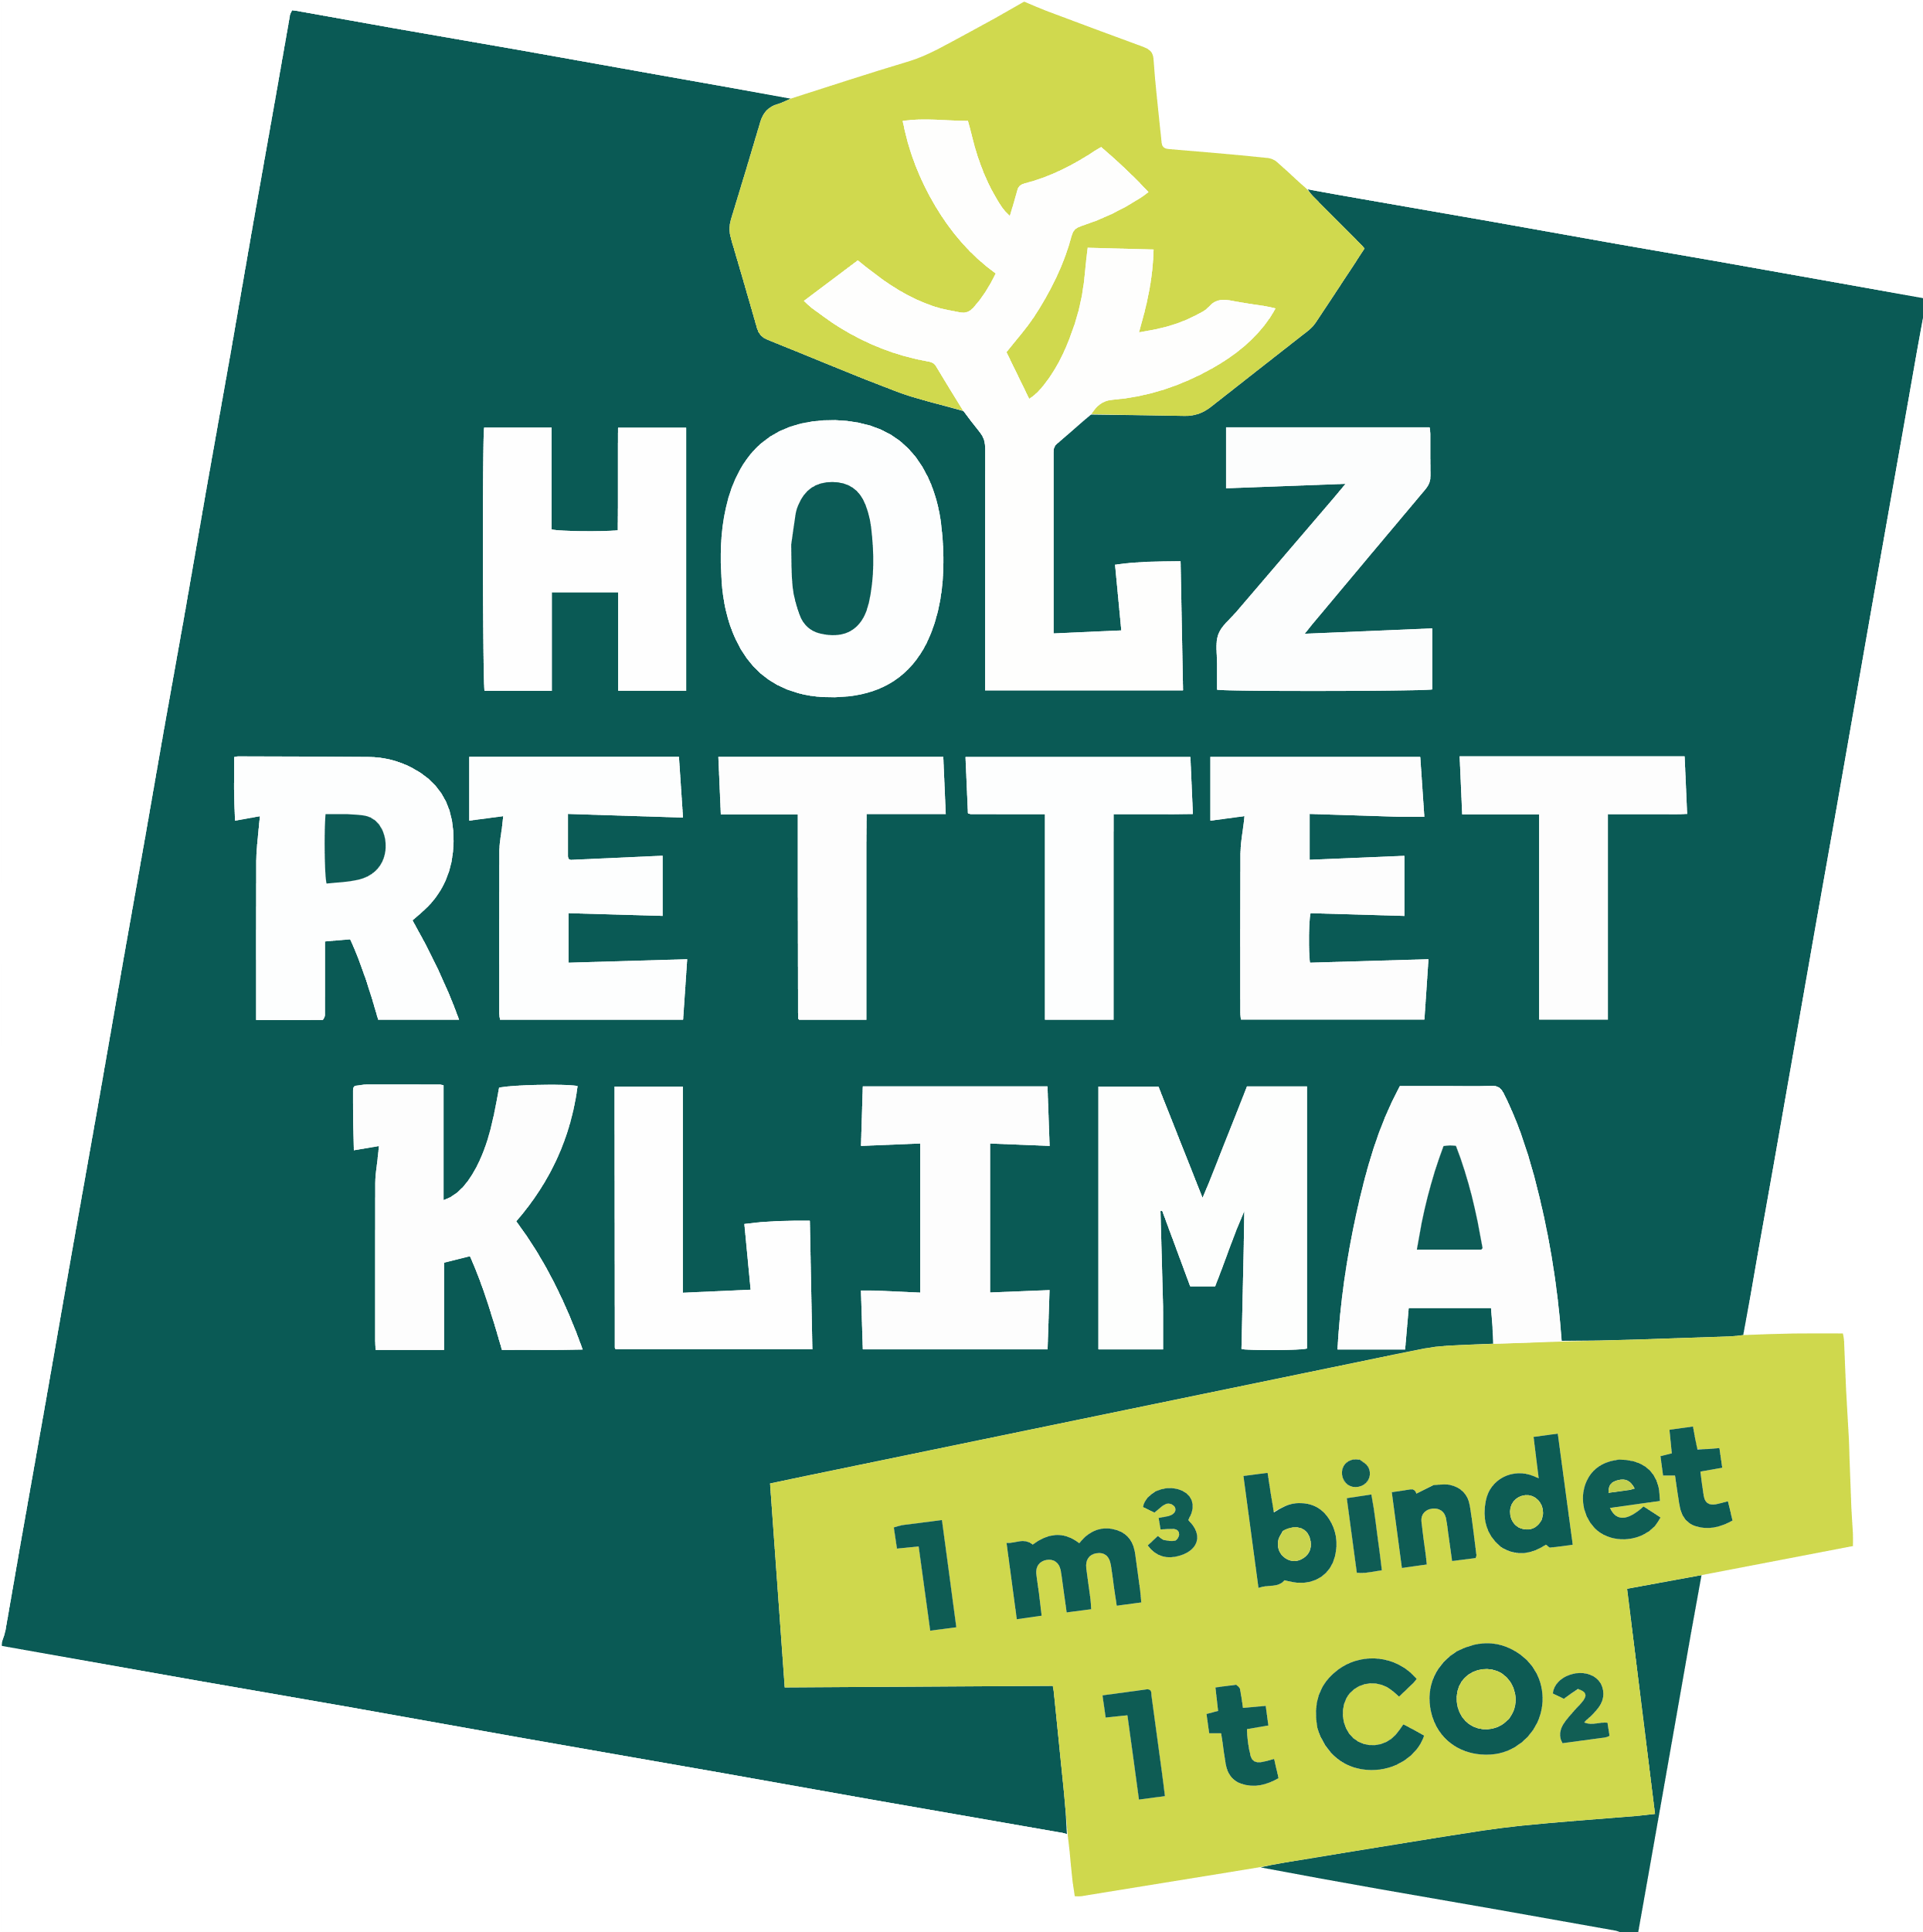 HOLZ
RETTET
KLIMA
1 m³ bindet
1 t CO₂